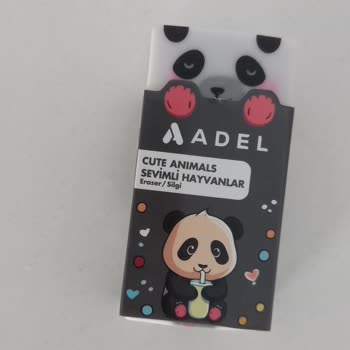 ADEL
CUTE ANIMALS
SEVİMLİ HAYVANLAR
Eraser / Silgi